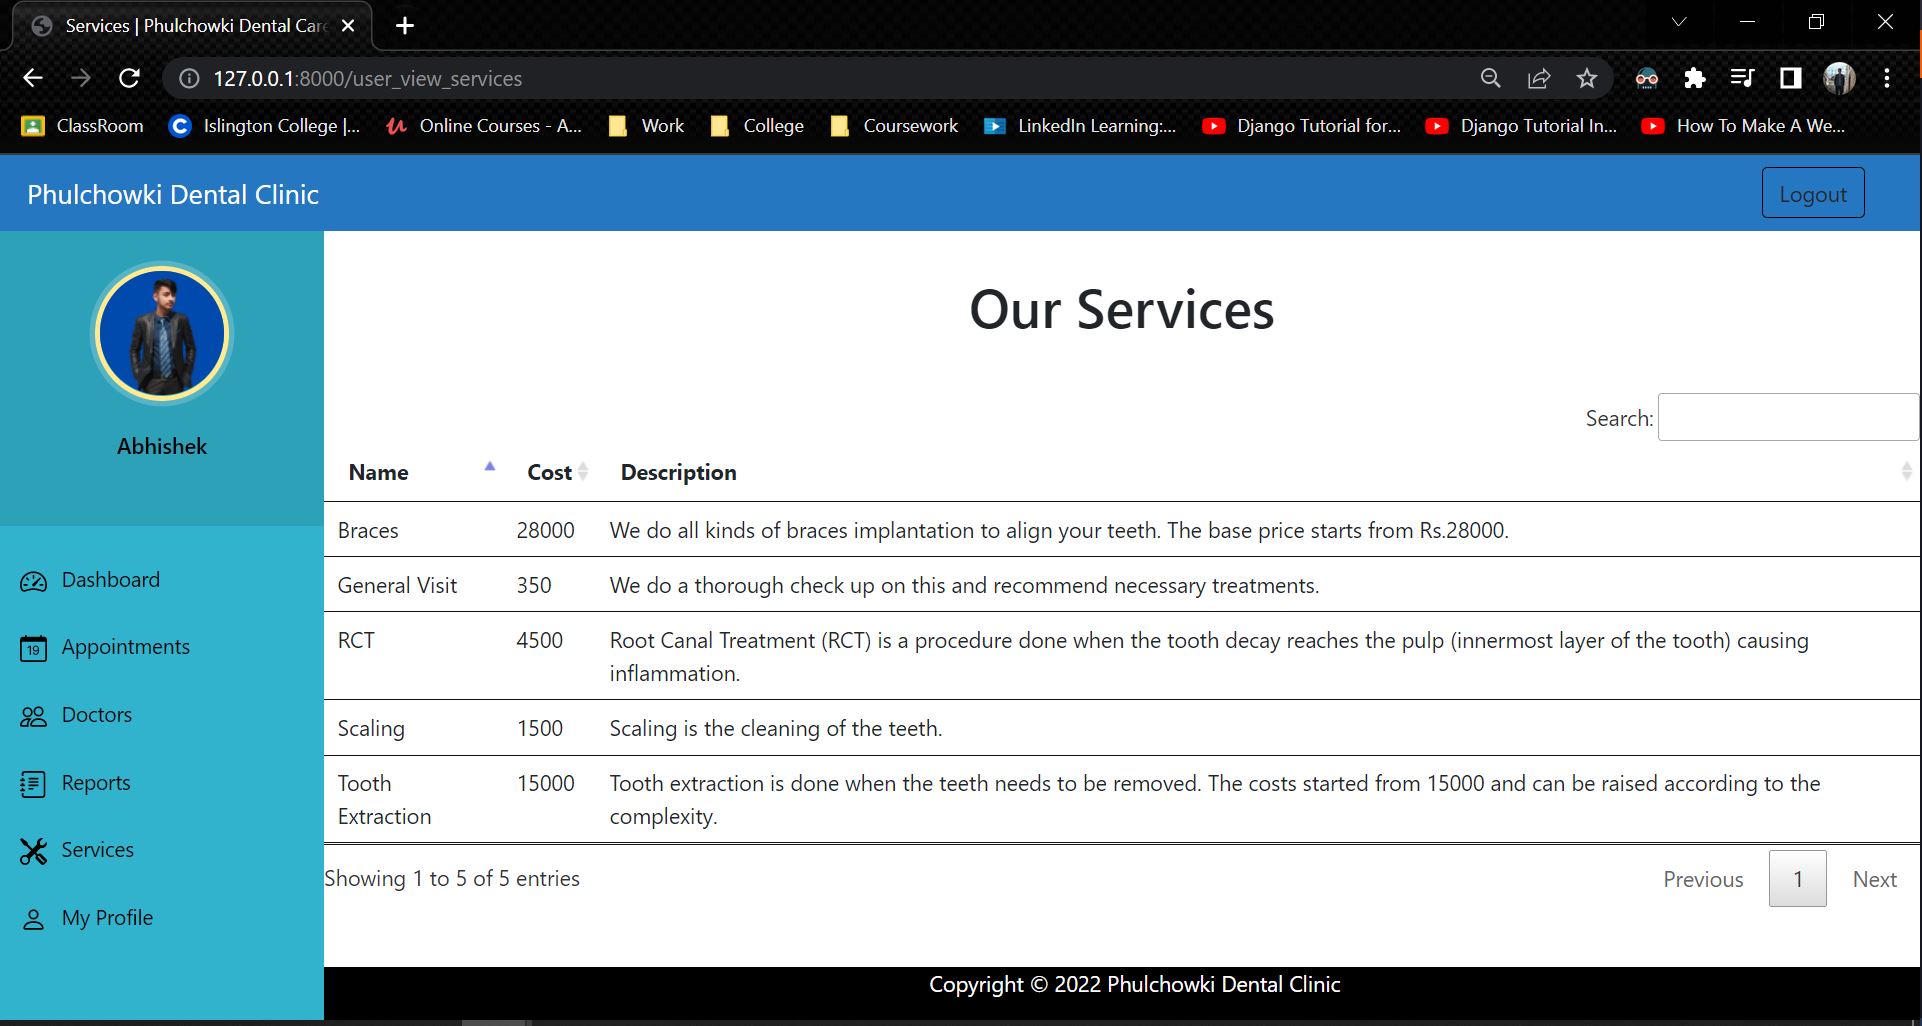 Services | Phulchowki Dental Care
127.0.0.1:8000/user_view_services
ClassRoom
Islington College |...
Online Courses - A...
Work
College
Coursework
LinkedIn Learning:...
Django Tutorial for...
Django Tutorial In...
How To Make A We...
Phulchowki Dental Clinic
Logout
Abhishek
Dashboard
19
Appointments
Doctors
Reports
Services
My Profile
Our Services
Search:
Name Cost Description
Braces 28000 We do all kinds of braces implantation to align your teeth. The base price starts from Rs.28000.
General Visit 350 We do a thorough check up on this and recommend necessary treatments.
RCT 4500 Root Canal Treatment (RCT) is a procedure done when the tooth decay reaches the pulp (innermost layer of the tooth) causing
inflammation.
Scaling 1500 Scaling is the cleaning of the teeth.
Tooth 15000 Tooth extraction is done when the teeth needs to be removed. The costs started from 15000 and can be raised according to the
Extraction complexity.
Showing 1 to 5 of 5 entries
Previous 1 Next
Copyright © 2022 Phulchowki Dental Clinic